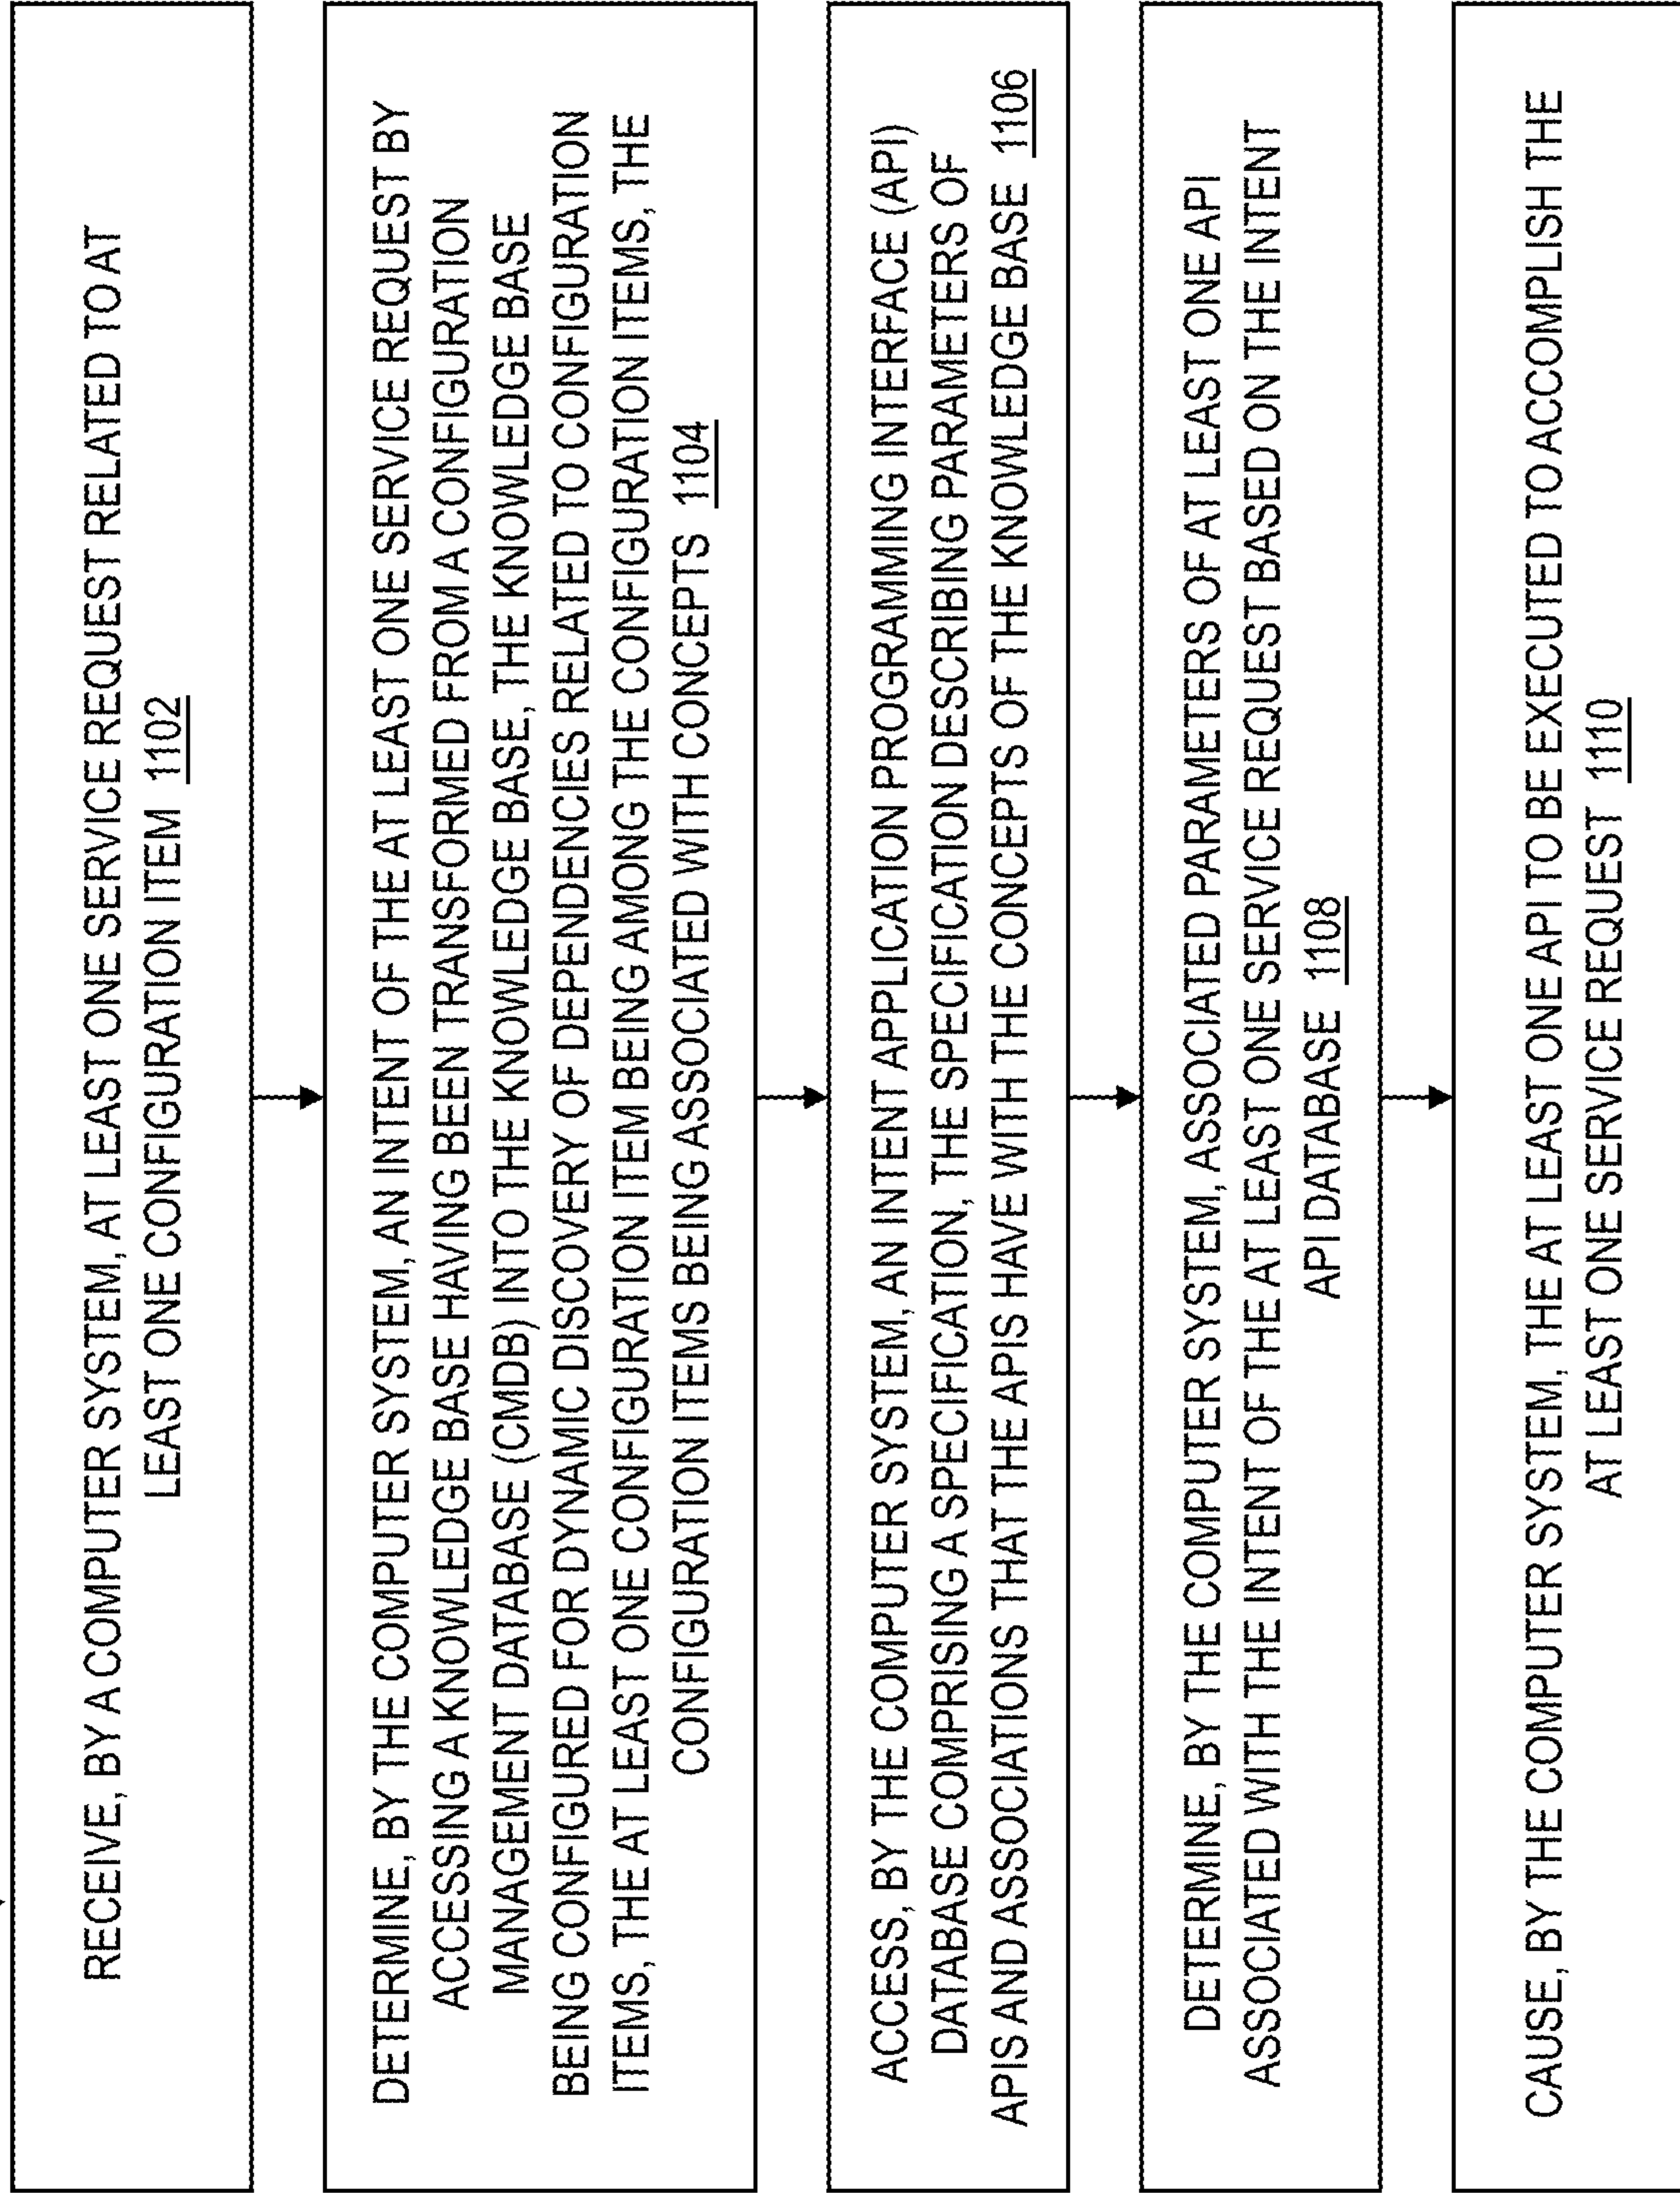 RECEIVE, BY A COMPUTER SYSTEM, AT LEAST ONE SERVICE REQUEST RELATED TO AT
LEAST ONE CONFIGURATION ITEM 1102
DETERMINE, BY THE COMPUTER SYSTEM, AN INTENT OF THE AT LEAST ONE SERVICE REQUEST BY
ACCESSING A KNOWLEDGE BASE HAVING BEEN TRANSFORMED FROM A CONFIGURATION
MANAGEMENT DATABASE (CMDB) INTO THE KNOWLEDGE BASE, THE KNOWLEDGE BASE
BEING CONFIGURED FOR DYNAMIC DISCOVERY OF DEPENDENCIES RELATED TO CONFIGURATION
ITEMS, THE AT LEAST ONE CONFIGURATION ITEM BEING AMONG THE CONFIGURATION ITEMS, THE
CONFIGURATION ITEMS BEING ASSOCIATED WITH CONCEPTS 1104
ACCESS, BY THE COMPUTER SYSTEM, AN INTENT APPLICATION PROGRAMMING INTERFACE (API)
DATABASE COMPRISING A SPECIFICATION, THE SPECIFICATION DESCRIBING PARAMETERS OF
APIS AND ASSOCIATIONS THAT THE APIS HAVE WITH THE CONCEPTS OF THE KNOWLEDGE BASE 1106
DETERMINE, BY THE COMPUTER SYSTEM, ASSOCIATED PARAMETERS OF AT LEAST ONE API
ASSOCIATED WITH THE INTENT OF THE AT LEAST ONE SERVICE REQUEST BASED ON THE INTENT
API DATABASE 1108
CAUSE, BY THE COMPUTER SYSTEM, THE AT LEAST ONE API TO BE EXECUTED TO ACCOMPLISH THE
AT LEAST ONE SERVICE REQUEST 1110